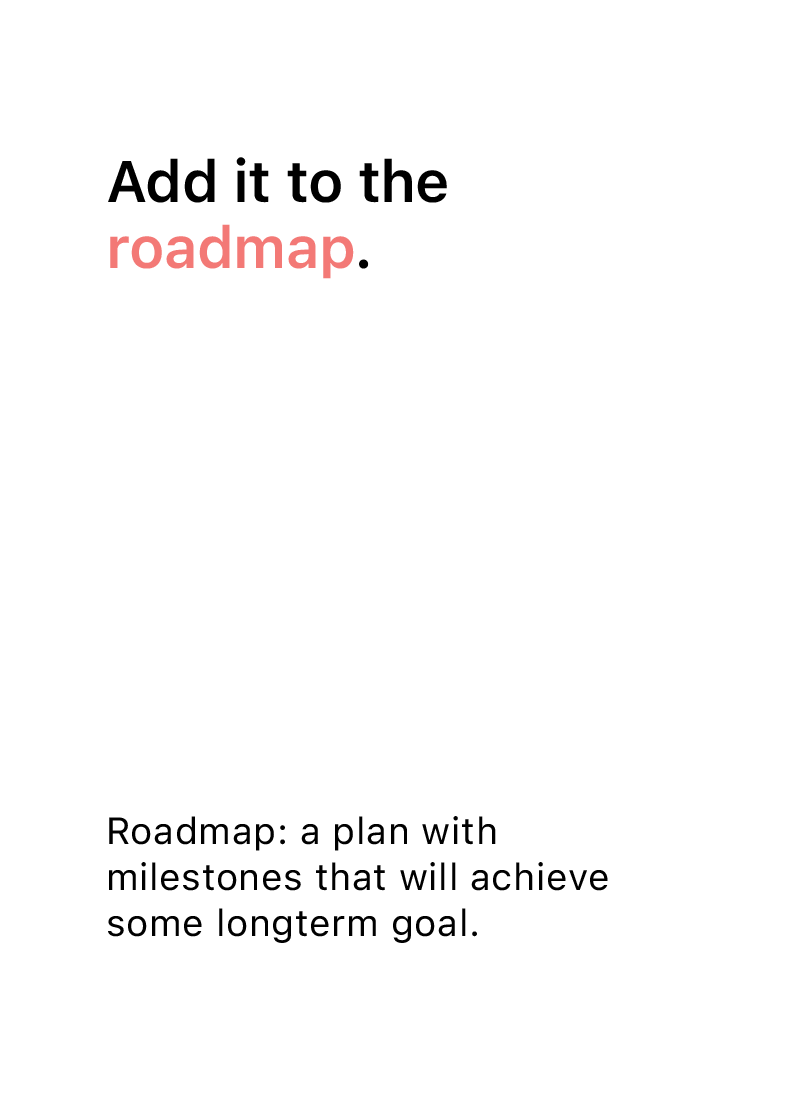 Add it to the
roadmap.
Roadmap: a plan with
milestones that will achieve
some longterm goal.